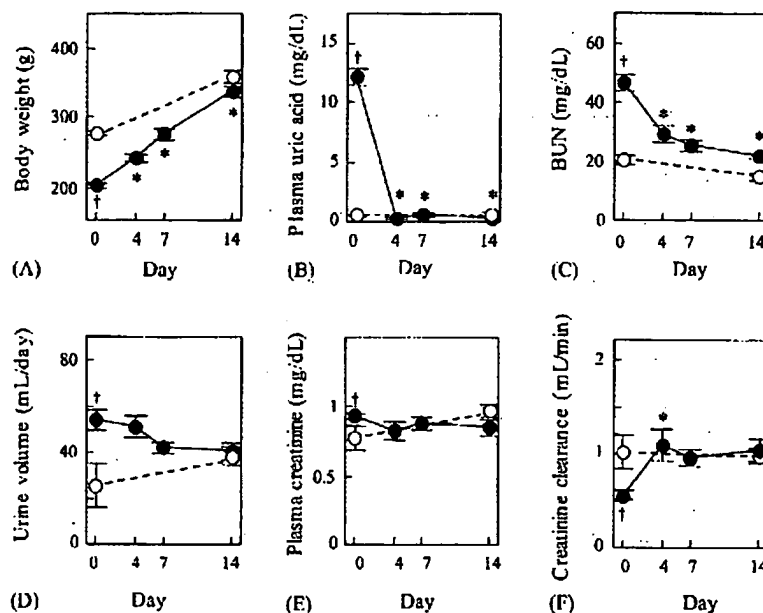 Body weight (g)
400
300
200
†
*
*
*
0 4 7 14
(A) Day
Plasma uric acid (mg/dL)
15
10
5
0
†
*
*
*
0 4 7 14
(B) Day
BUN (mg/dL)
60
40
20
0
†
*
*
*
0 4 7 14
(C) Day
Urine volume (mL/day)
80
40
0
†
0 4 7 14
(D) Day
Plasma creatinine (mg/dL)
1
0.5
0
†
0 4 7 14
(E) Day
Creatinine clearance (mL/min)
2
1
0
†
*
0 4 7 14
(F) Day